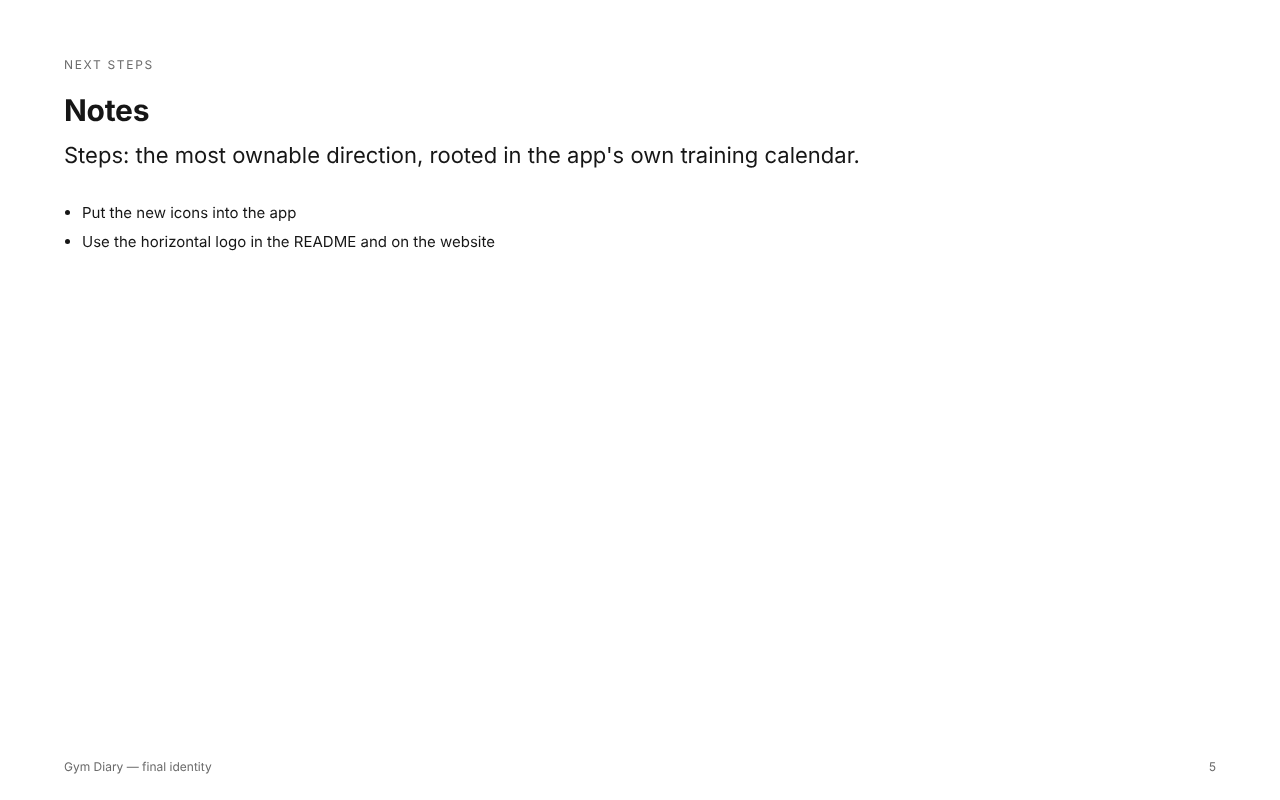 NEXT STEPS
Notes
Steps: the most ownable direction, rooted in the app's own training calendar.
• Put the new icons into the app
• Use the horizontal logo in the README and on the website
Gym Diary — final identity
5